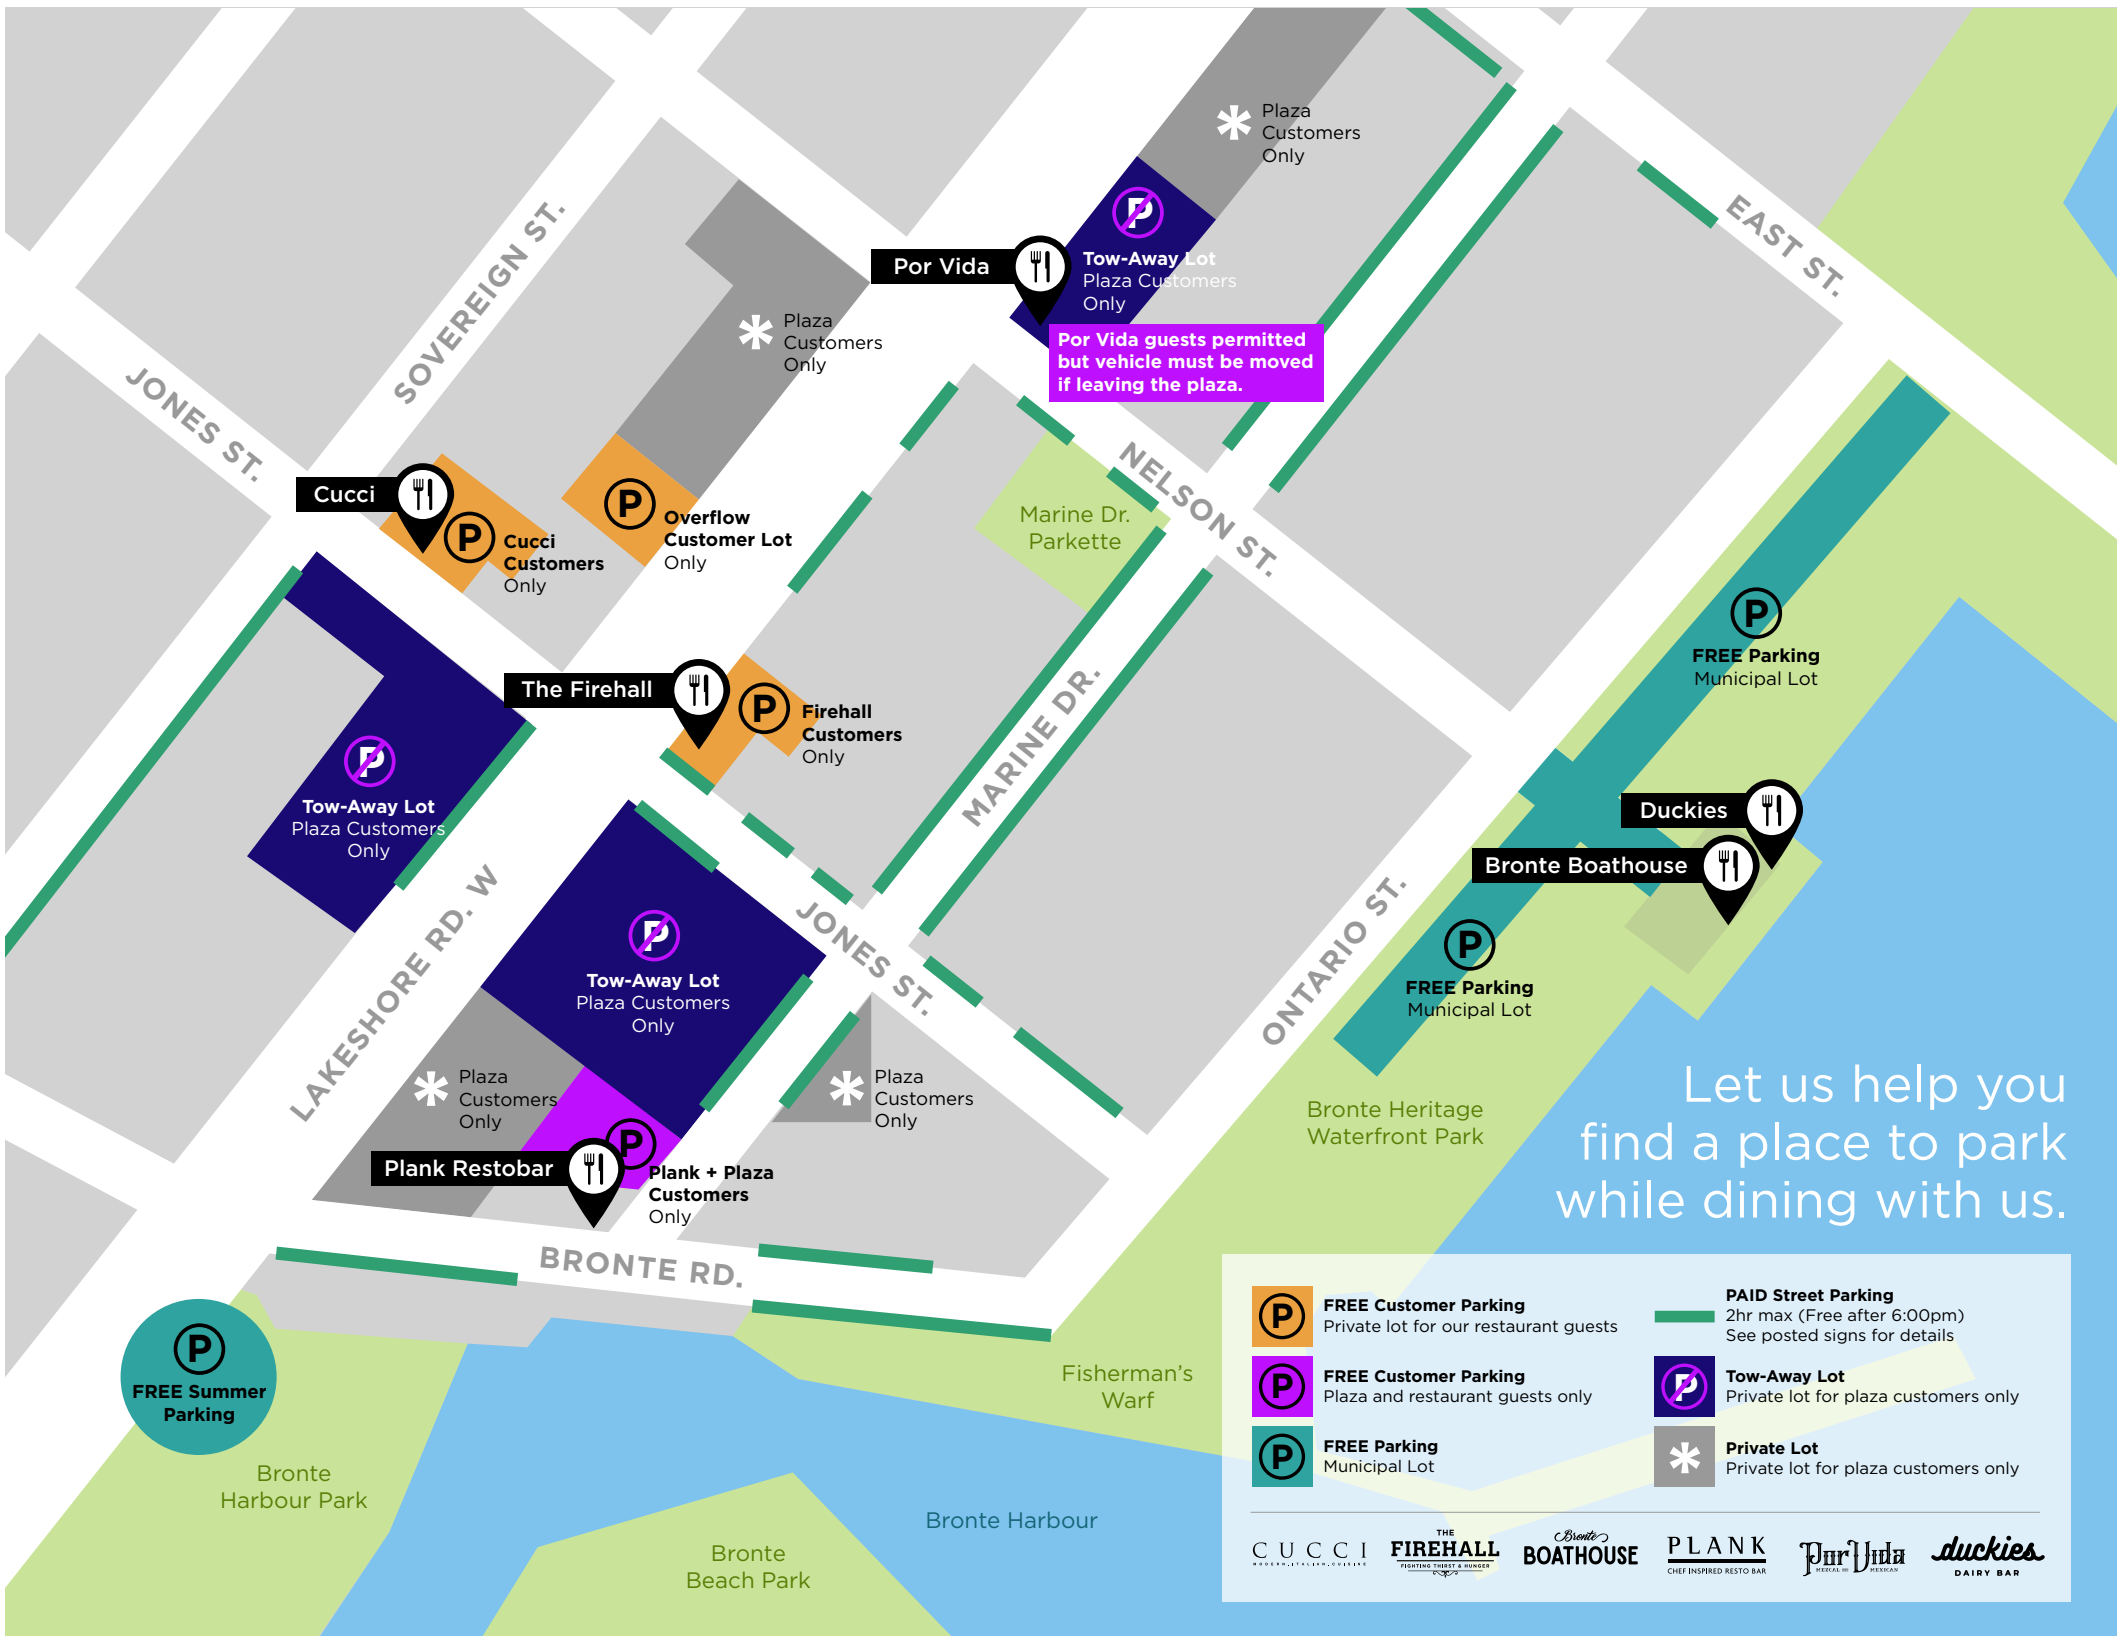 Plaza
Customers
Only
Tow-Away Lot
Plaza Customers
Only
Por Vida
Por Vida guests permitted
but vehicle must be moved
if leaving the plaza.
EAST ST.
SOVEREIGN ST.
Plaza
Customers
Only
JONES ST.
Cucci
Cucci
Customers
Only
Overflow
Customer Lot
Only
NELSON ST.
Marine Dr.
Parkette
FREE Parking
Municipal Lot
The Firehall
Firehall
Customers
Only
MARINE DR.
Tow-Away Lot
Plaza Customers
Only
Duckies
Bronte Boathouse
LAKESHORE RD. W
Tow-Away Lot
Plaza Customers
Only
JONES ST.
ONTARIO ST.
FREE Parking
Municipal Lot
Plaza
Customers
Only
Plaza
Customers
Only
Plank Restobar
Plank + Plaza
Customers
Only
Bronte Heritage
Waterfront Park
Let us help you
find a place to park
while dining with us.
BRONTE RD.
FREE Summer
Parking
Fisherman's
Warf
Bronte
Harbour Park
Bronte Harbour
Bronte
Beach Park
P
FREE Customer Parking
Private lot for our restaurant guests
P
FREE Customer Parking
Plaza and restaurant guests only
P
FREE Parking
Municipal Lot
PAID Street Parking
2hr max (Free after 6:00pm)
See posted signs for details
P
Tow-Away Lot
Private lot for plaza customers only
Private Lot
Private lot for plaza customers only
CUCCI
MODERN.ITALIAN.CUISINE
THE
FIREHALL
FIGHTING THIRST & HUNGER
Bronte
BOATHOUSE
PLANK
CHEF INSPIRED RESTO BAR
Por Vida
MEZCAL MEXICAN
duckies
DAIRY BAR